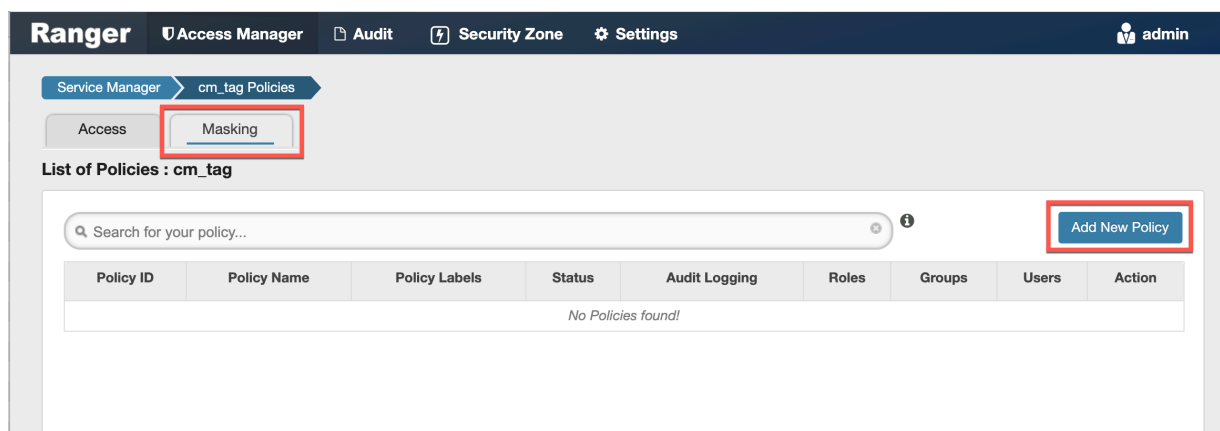 Ranger Access Manager Audit Security Zone Settings admin
Service Manager cm_tag Policies
Access Masking
List of Policies : cm_tag
Search for your policy... Add New Policy
Policy ID Policy Name Policy Labels Status Audit Logging Roles Groups Users Action
No Policies found!